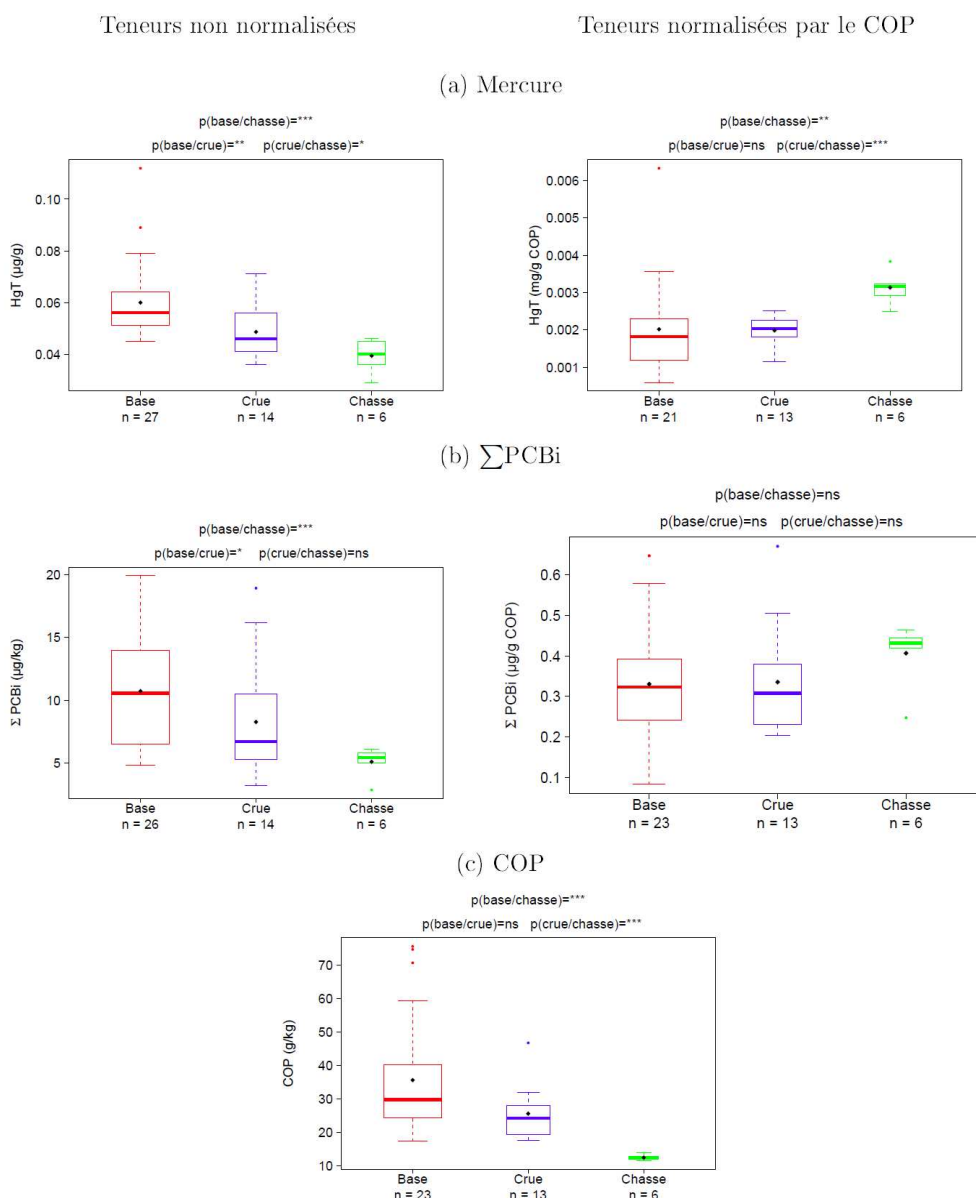 Teneurs non normalisées Teneurs normalisées par le COP
(a) Mercure
p(base/chasse)=***
p(base/crue)=** p(crue/chasse)=*
HgT (µg/g)
0.10
0.08
0.06
0.04
Base Crue Chasse
n = 27 n = 14 n = 6
p(base/chasse)=**
p(base/crue)=ns p(crue/chasse)=***
HgT (mg/g COP)
0.006
0.005
0.004
0.003
0.002
0.001
Base Crue Chasse
n = 21 n = 13 n = 6
(b) ∑PCBi
p(base/chasse)=***
p(base/crue)=* p(crue/chasse)=ns
Σ PCBi (µg/kg)
20
15
10
5
Base Crue Chasse
n = 26 n = 14 n = 6
p(base/chasse)=ns
p(base/crue)=ns p(crue/chasse)=ns
Σ PCBi (µg/g COP)
0.6
0.5
0.4
0.3
0.2
0.1
Base Crue Chasse
n = 23 n = 13 n = 6
(c) COP
p(base/chasse)=***
p(base/crue)=ns p(crue/chasse)=***
COP (g/kg)
70
60
50
40
30
20
10
Base Crue Chasse
n = 23 n = 13 n = 6